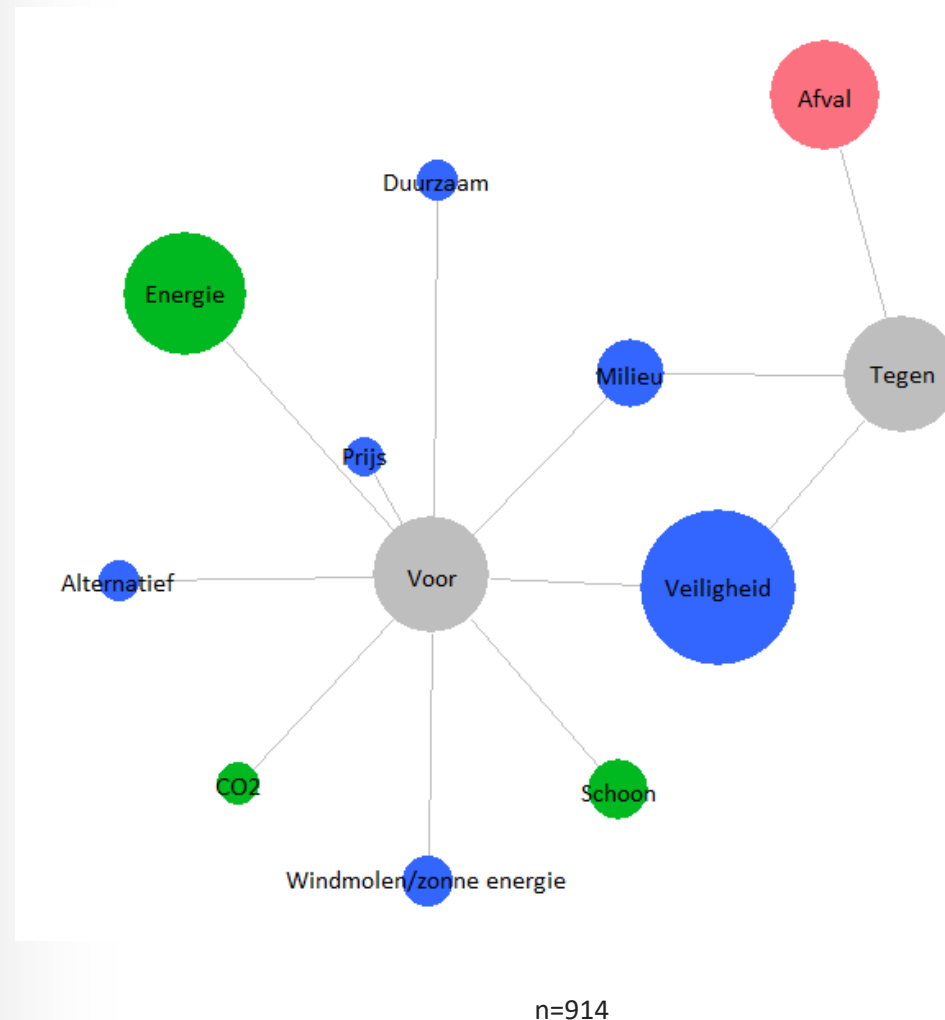 Afval
Duurzaam
Energie
Milieu
Tegen
Prijs
Alternatief
Voor
Veiligheid
CO2
Schoon
Windmolen/zonne energie
n=914